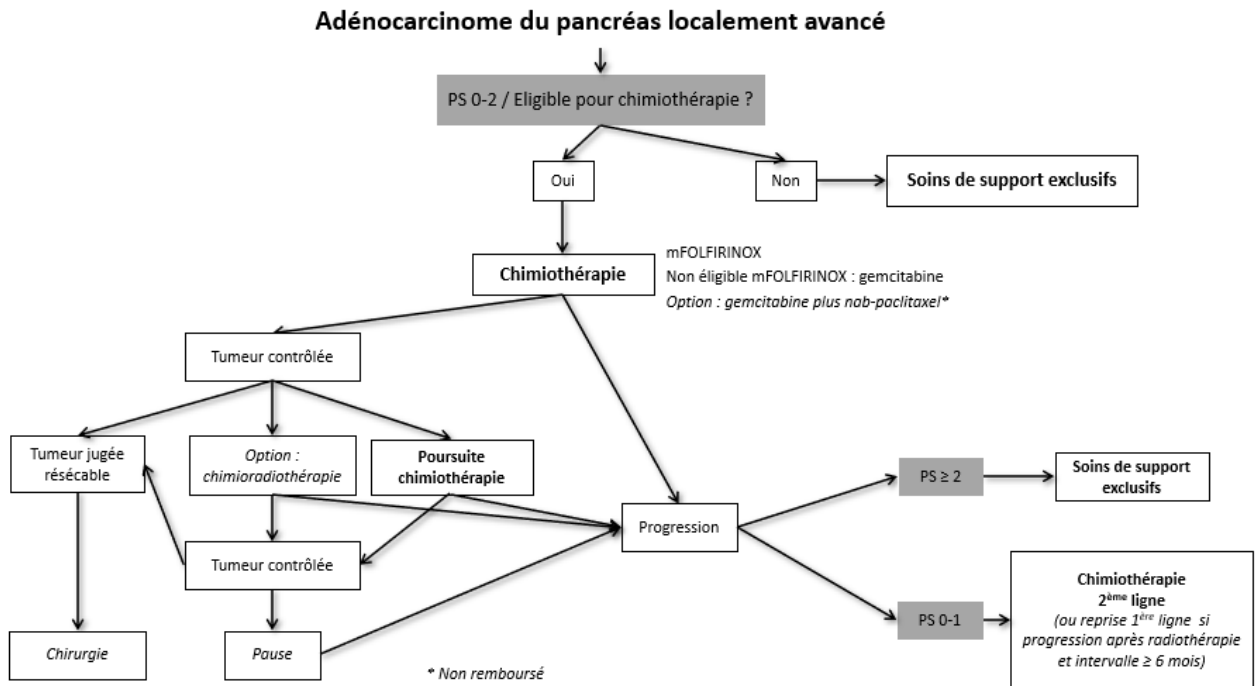 Adénocarcinome du pancréas localement avancé
PS 0-2 / Eligible pour chimiothérapie ?
Oui
Non
Soins de support exclusifs
Chimiothérapie
mFOLFIRINOX
Non éligible mFOLFIRINOX : gemcitabine
Option : gemcitabine plus nab-paclitaxel*
Tumeur contrôlée
Tumeur jugée
résécable
Option :
chimioradiothérapie
Poursuite
chimiothérapie
Tumeur contrôlée
Chirurgie
Pause
Progression
PS ≥ 2
Soins de support
exclusifs
PS 0-1
Chimiothérapie
2ème ligne
(ou reprise 1ère ligne si
progression après radiothérapie
et intervalle ≥ 6 mois)
* Non remboursé